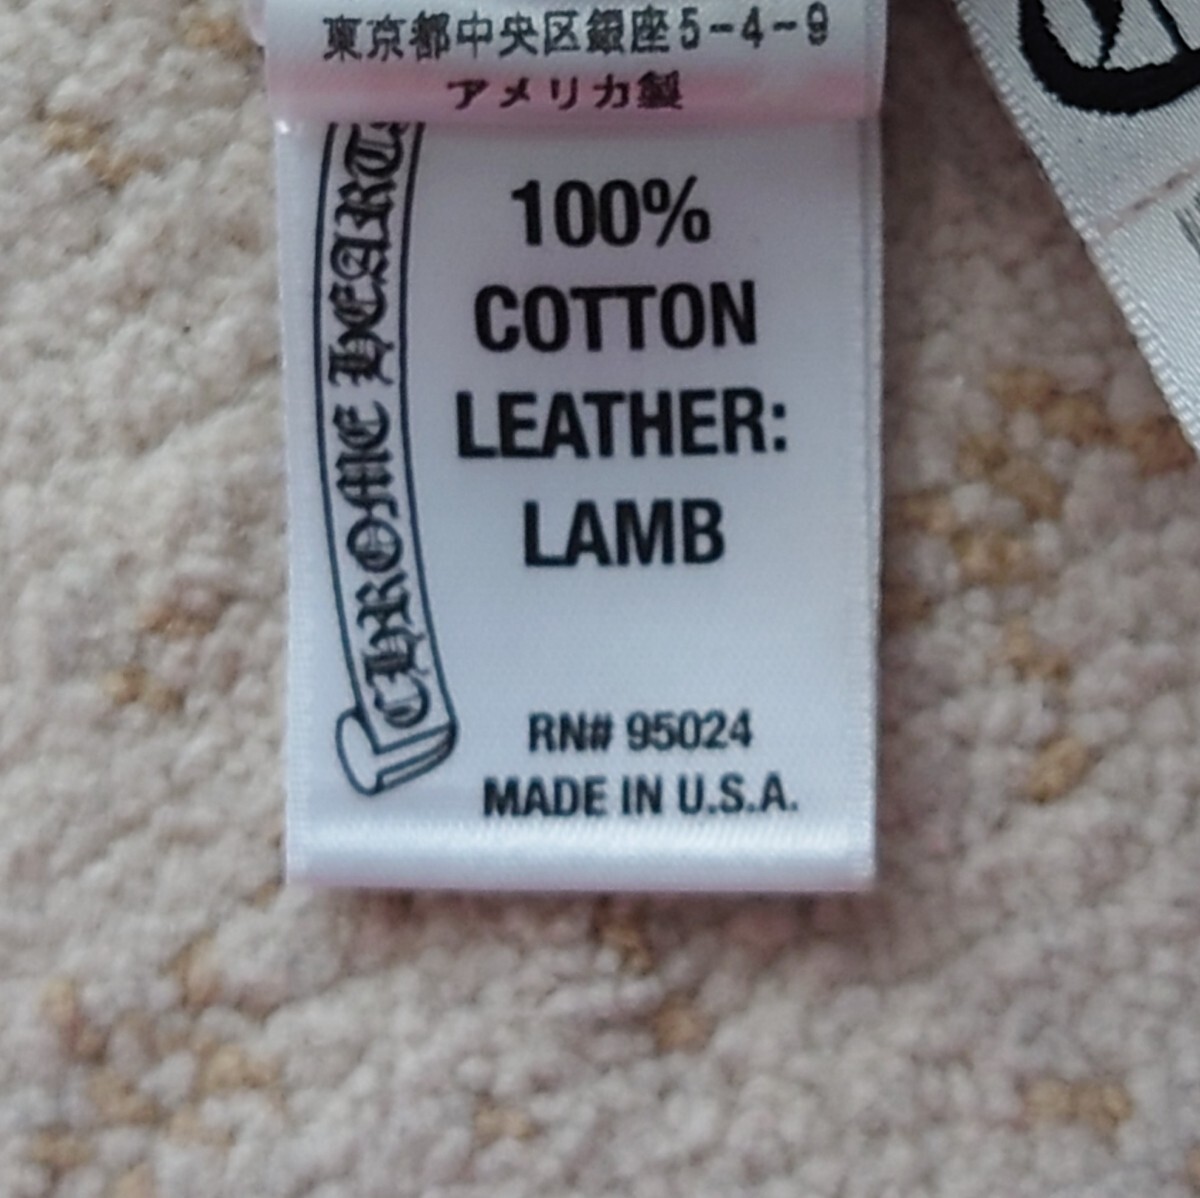 東京都中央区銀座5-4-9
アメリカ製
CHROME HEARTS
100%
COTTON
LEATHER:
LAMB
RN# 95024
MADE IN U.S.A.